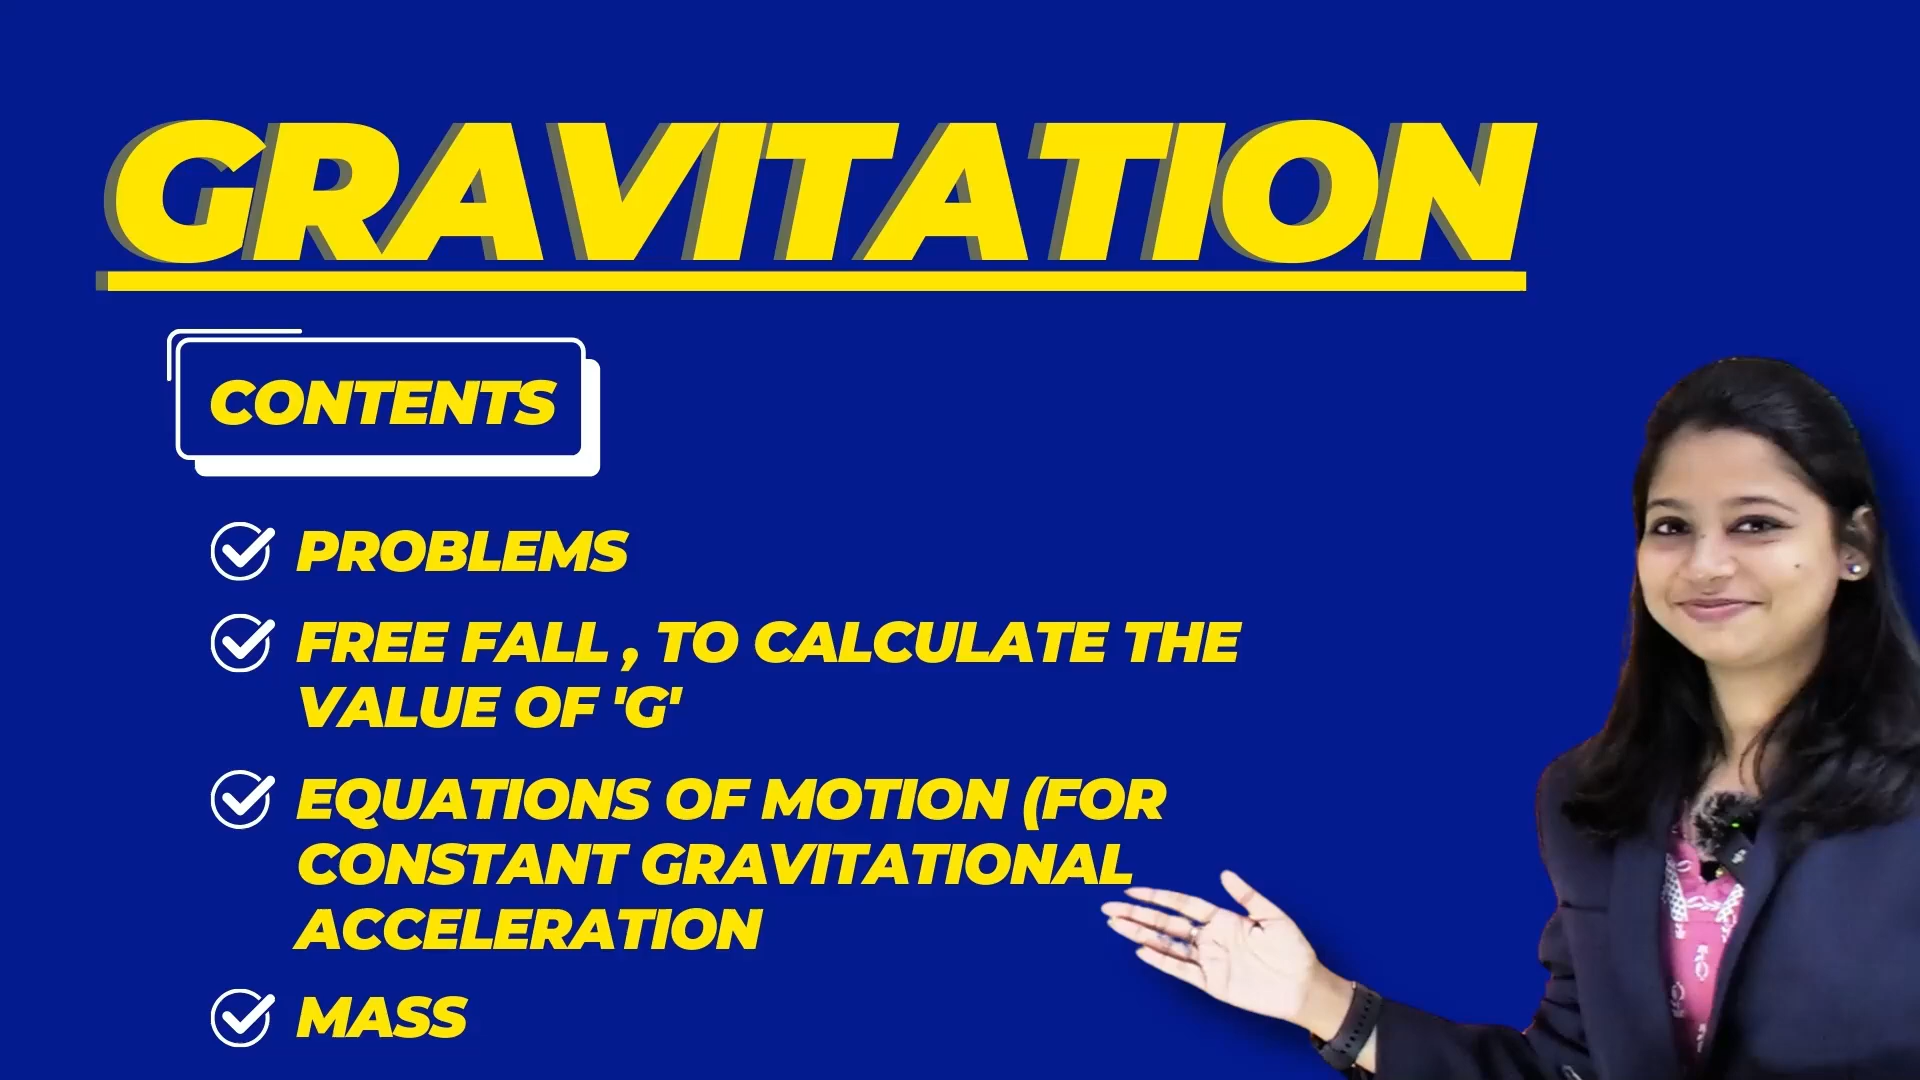 GRAVITATION
CONTENTS
PROBLEMS
FREE FALL , TO CALCULATE THE
VALUE OF 'G'
EQUATIONS OF MOTION (FOR
CONSTANT GRAVITATIONAL
ACCELERATION
MASS